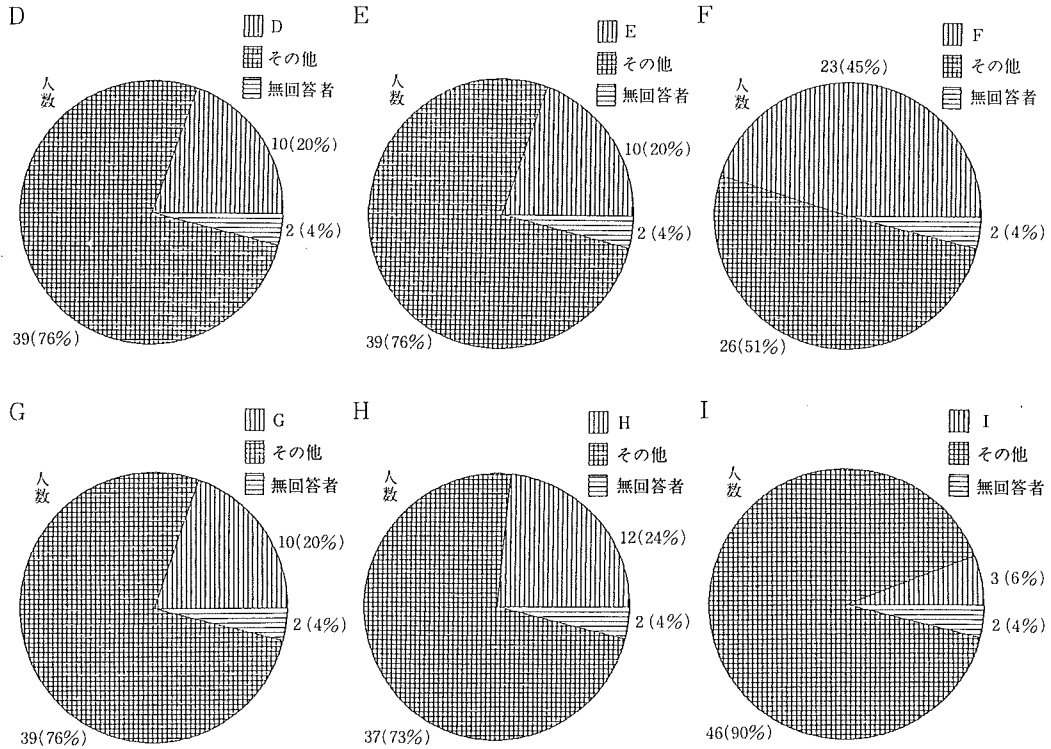 D
D
その他
無回答者
人数
10(20%)
2(4%)
39(76%)
E
E
その他
無回答者
人数
10(20%)
2(4%)
39(76%)
F
F
その他
無回答者
人数
23(45%)
2(4%)
26(51%)
G
G
その他
無回答者
人数
10(20%)
2(4%)
39(76%)
H
H
その他
無回答者
人数
12(24%)
2(4%)
37(73%)
I
I
その他
無回答者
人数
3(6%)
2(4%)
46(90%)